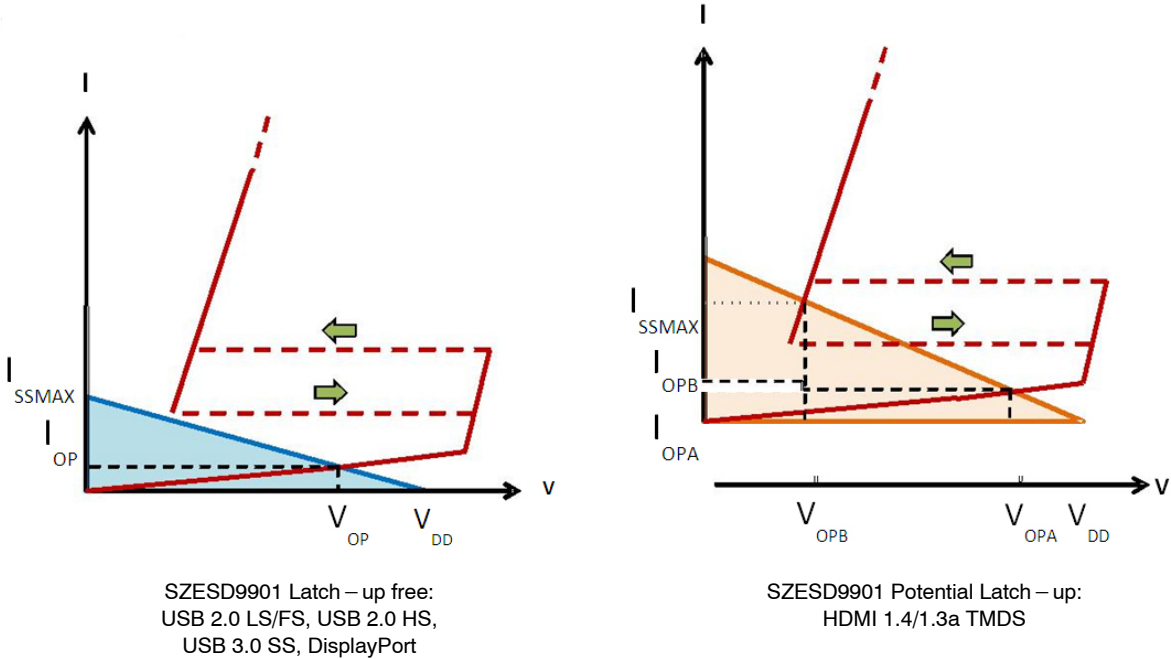 I
I
SSMAX
I
OP
V
V
OP
V
DD
SZESD9901 Latch – up free:
USB 2.0 LS/FS, USB 2.0 HS,
USB 3.0 SS, DisplayPort
I
I
SSMAX
I
OPB
I
OPA
V
V
OPB
V
OPA
V
DD
SZESD9901 Potential Latch – up:
HDMI 1.4/1.3a TMDS